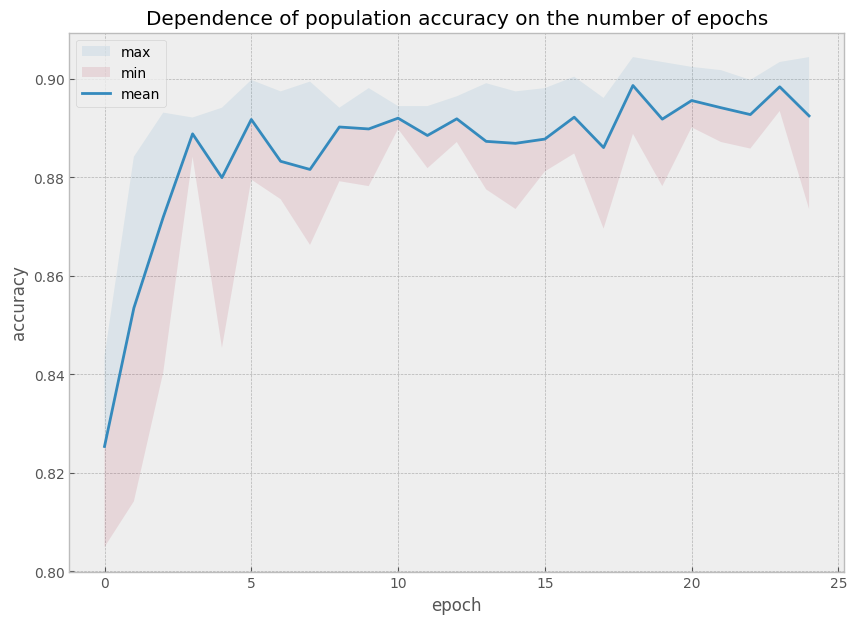 Dependence of population accuracy on the number of epochs
max
min
mean
accuracy
0.90
0.88
0.86
0.84
0.82
0.80
0
5
10
15
20
25
epoch